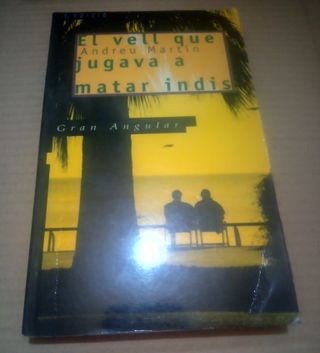 El vell que
Andreu Martín
jugava a
matar indis
Gran Angular